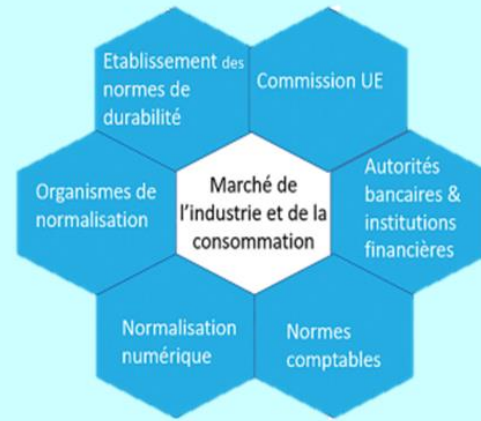 Etablissement des
normes de
durabilité
Commission UE
Organismes de
normalisation
Marché de
l'industrie et de la
consommation
Autorités
bancaires &
institutions
financières
Normalisation
numérique
Normes
comptables